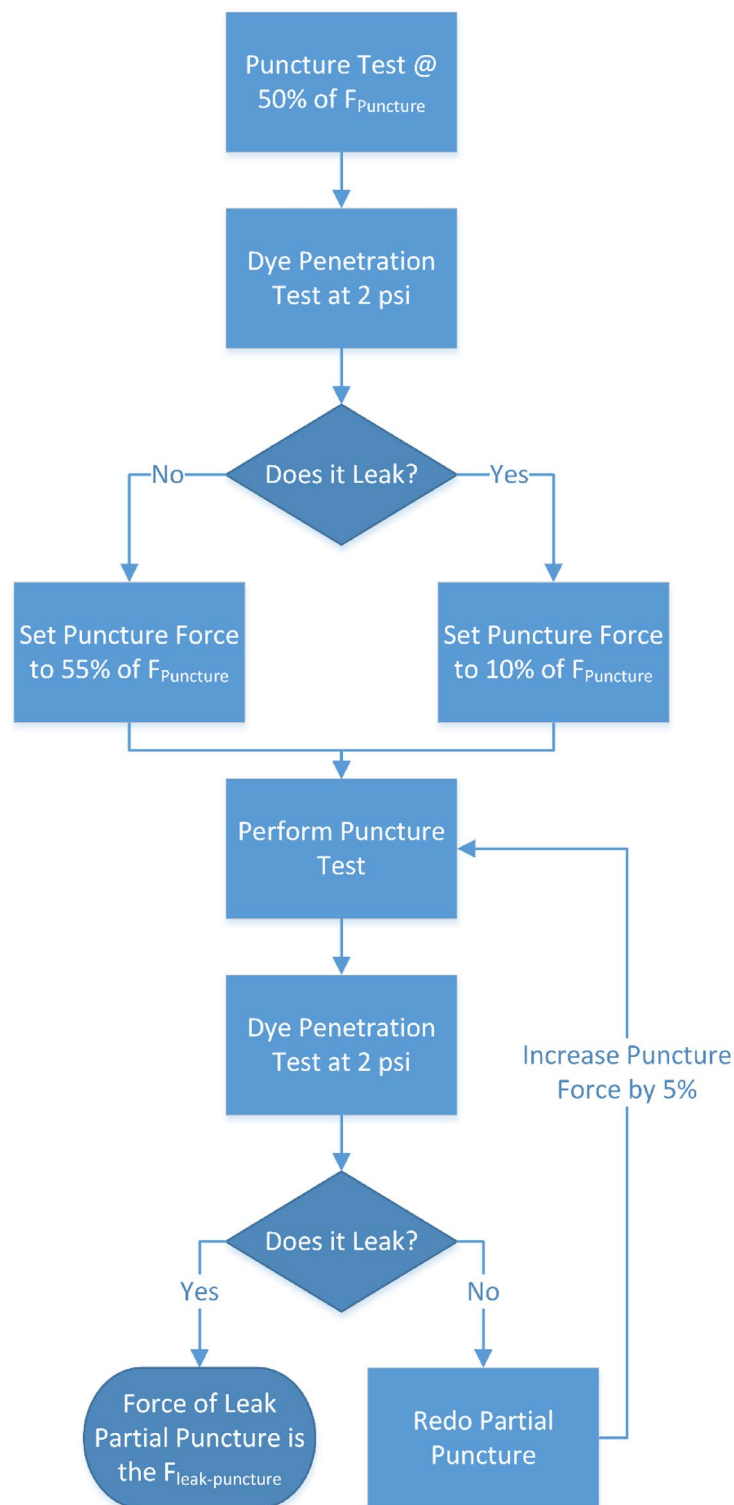 Puncture Test @
50% of FPuncture
Dye Penetration
Test at 2 psi
Does it Leak?
No
Yes
Set Puncture Force
to 55% of FPuncture
Set Puncture Force
to 10% of FPuncture
Perform Puncture
Test
Dye Penetration
Test at 2 psi
Increase Puncture
Force by 5%
Does it Leak?
Yes
No
Force of Leak
Partial Puncture is
the Fleak-puncture
Redo Partial
Puncture